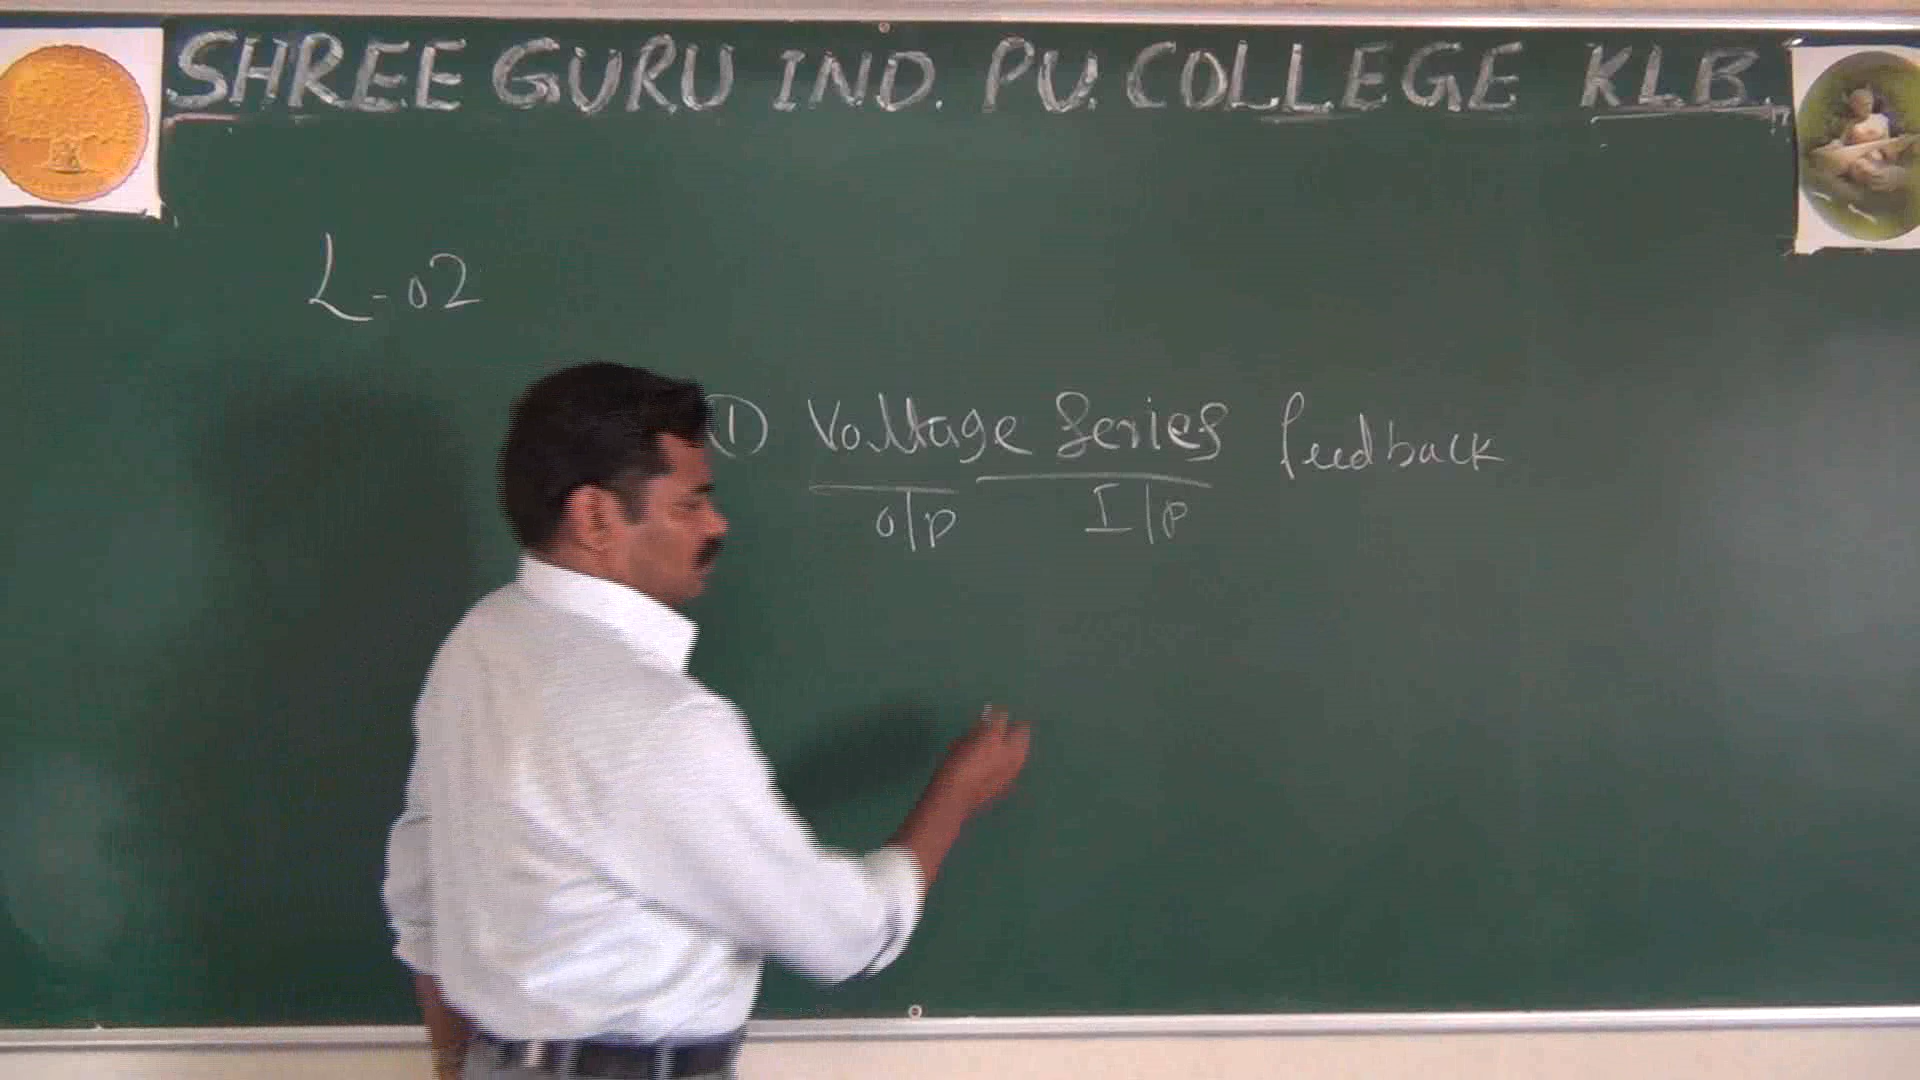 SHREE GURU IND. PU. COLLEGE KLB.
L-02
① Voltage Series feedback
o/p I/p